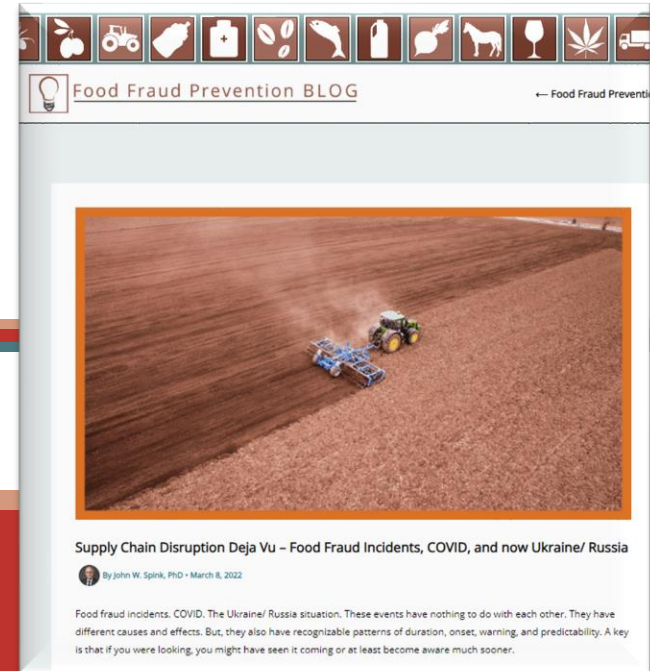 Food Fraud Prevention BLOG
← Food Fraud Preventi
Supply Chain Disruption Deja Vu – Food Fraud Incidents, COVID, and now Ukraine/ Russia
By John W. Spink, PhD • March 8, 2022
Food fraud incidents. COVID. The Ukraine/ Russia situation. These events have nothing to do with each other. They have
different causes and effects. But, they also have recognizable patterns of duration, onset, warning, and predictability. A key
is that if you were looking, you might have seen it coming or at least become aware much sooner.